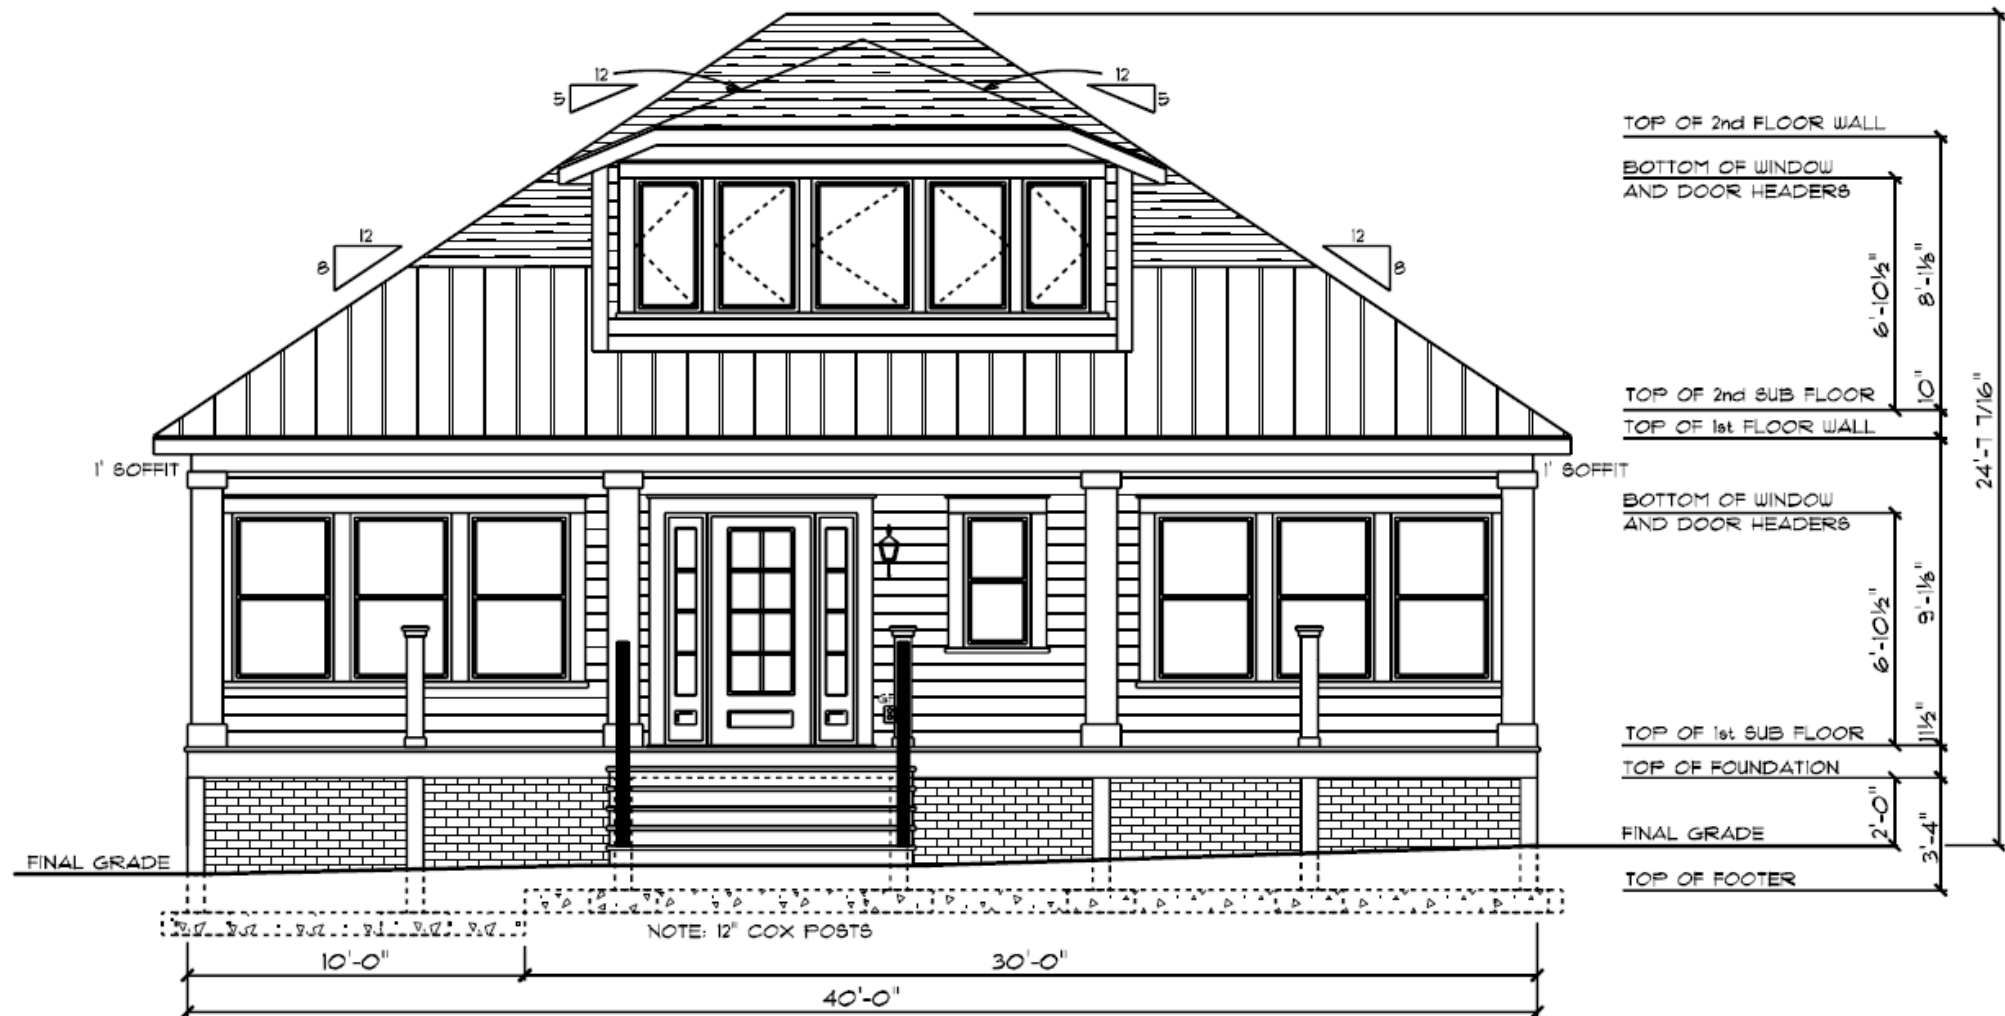 12
12
5
5
TOP OF 2nd FLOOR WALL
BOTTOM OF WINDOW
AND DOOR HEADERS
12
8
12
8
6'-10½"
8'-1⅛"
TOP OF 2nd SUB FLOOR
10"
TOP OF 1st FLOOR WALL
24'-7 7/16"
1' SOFFIT
1' SOFFIT
BOTTOM OF WINDOW
AND DOOR HEADERS
6'-10½"
9'-1⅛"
TOP OF 1st SUB FLOOR
11½"
TOP OF FOUNDATION
2'-0"
FINAL GRADE
3'-4"
FINAL GRADE
TOP OF FOOTER
NOTE: 12" COX POSTS
10'-0"
30'-0"
40'-0"